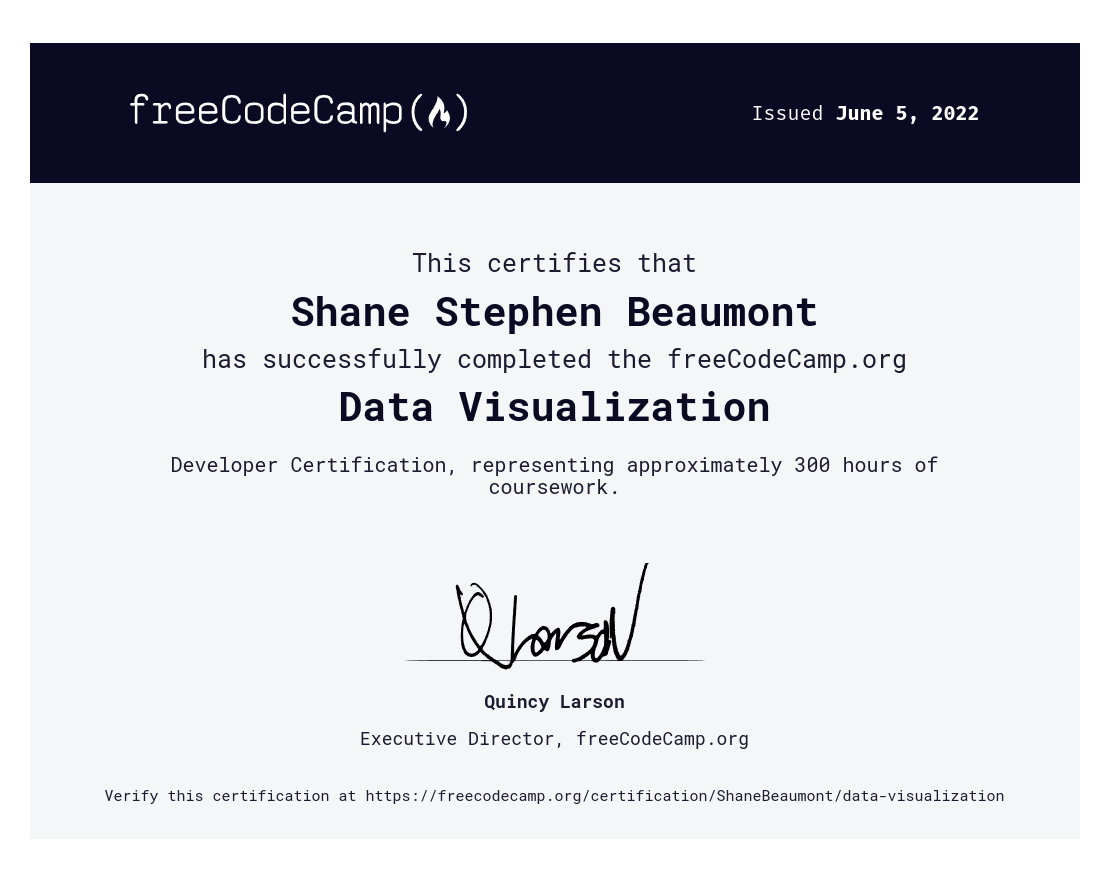 freeCodeCamp(🔥)
Issued June 5, 2022
This certifies that
Shane Stephen Beaumont
has successfully completed the freeCodeCamp.org
Data Visualization
Developer Certification, representing approximately 300 hours of
coursework.
Q Larson
Quincy Larson
Executive Director, freeCodeCamp.org
Verify this certification at https://freecodecamp.org/certification/ShaneBeaumont/data-visualization